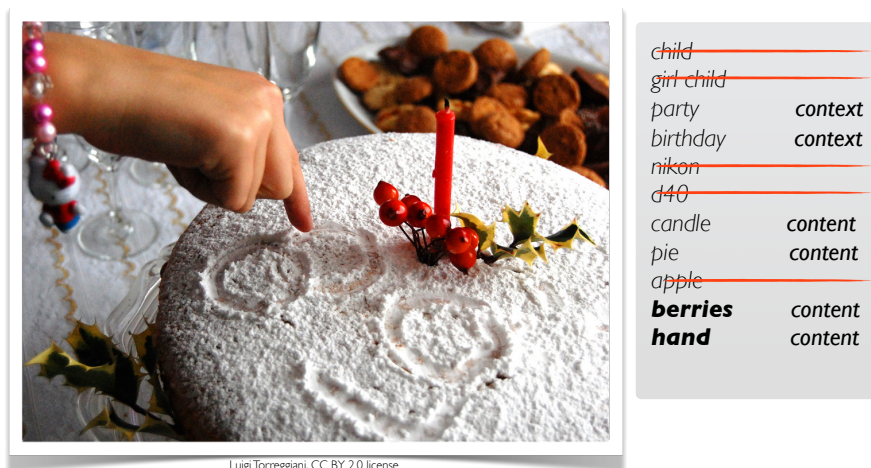 child
girl child
party context
birthday context
nikon
d40
candle content
pie content
apple
berries content
hand content
Luigi Torreggiani, CC BY 2.0 license